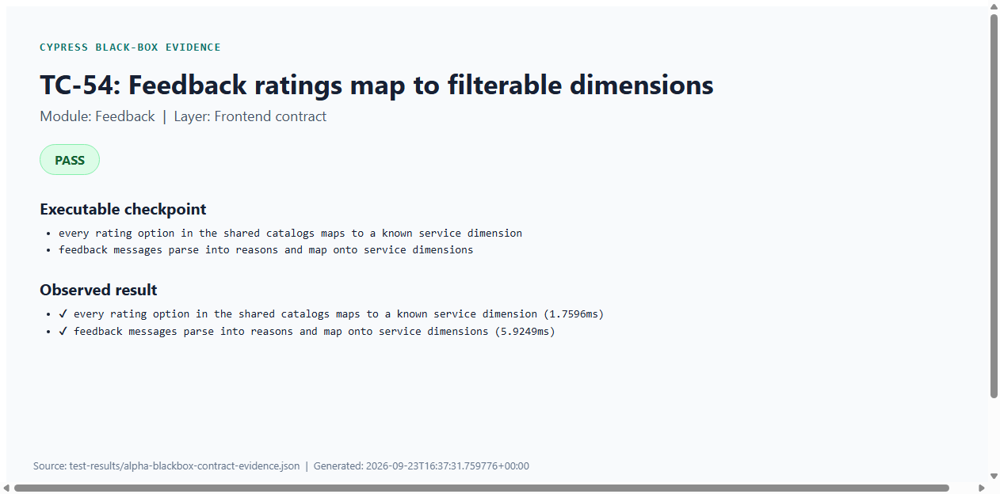 CYPRESS BLACK-BOX EVIDENCE
TC-54: Feedback ratings map to filterable dimensions
Module: Feedback | Layer: Frontend contract
PASS
Executable checkpoint
• every rating option in the shared catalogs maps to a known service dimension
• feedback messages parse into reasons and map onto service dimensions
Observed result
• ✓ every rating option in the shared catalogs maps to a known service dimension (1.7596ms)
• ✓ feedback messages parse into reasons and map onto service dimensions (5.9249ms)
Source: test-results/alpha-blackbox-contract-evidence.json | Generated: 2026-09-23T16:37:31.759776+00:00